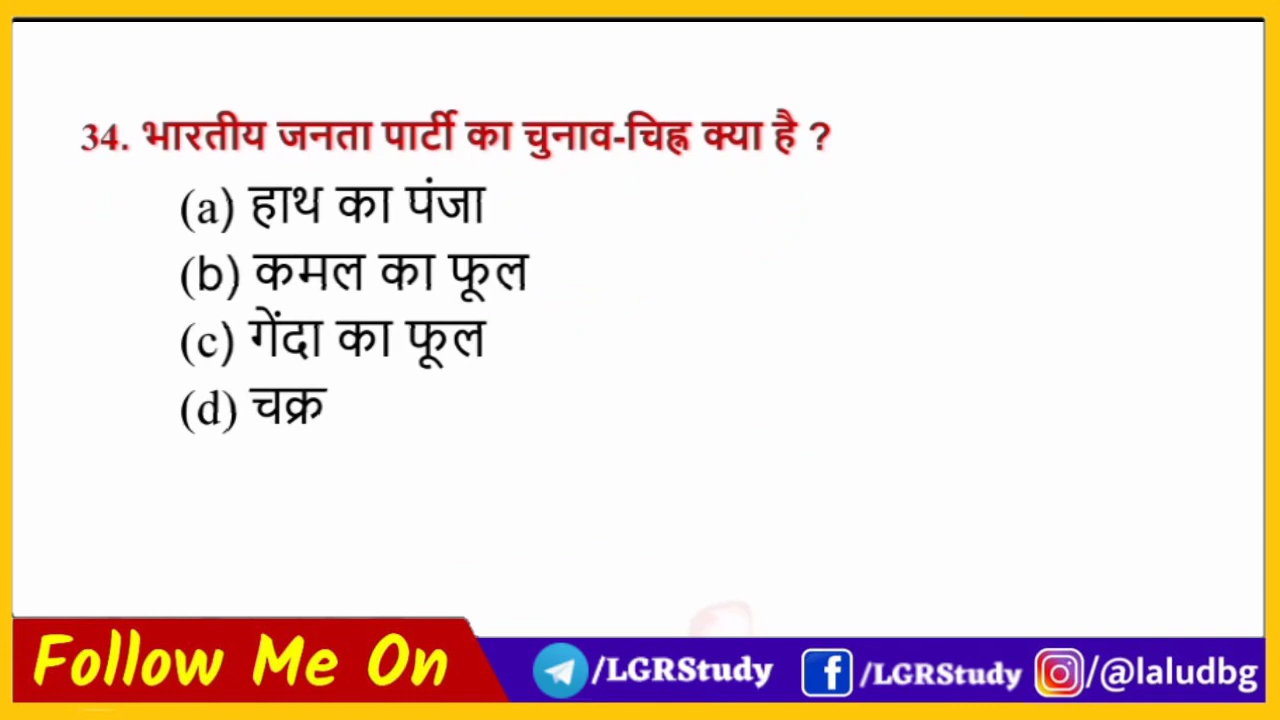 34. भारतीय जनता पार्टी का चुनाव-चिह्न क्या है ?
(a) हाथ का पंजा
(b) कमल का फूल
(c) गेंदा का फूल
(d) चक्र
Follow Me On /LGRStudy /LGRStudy /@laludbg